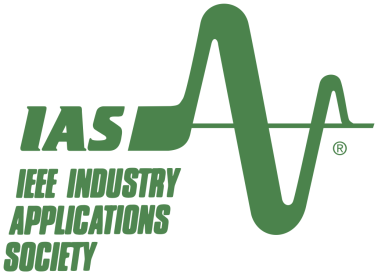 IAS
®
IEEE INDUSTRY
APPLICATIONS
SOCIETY